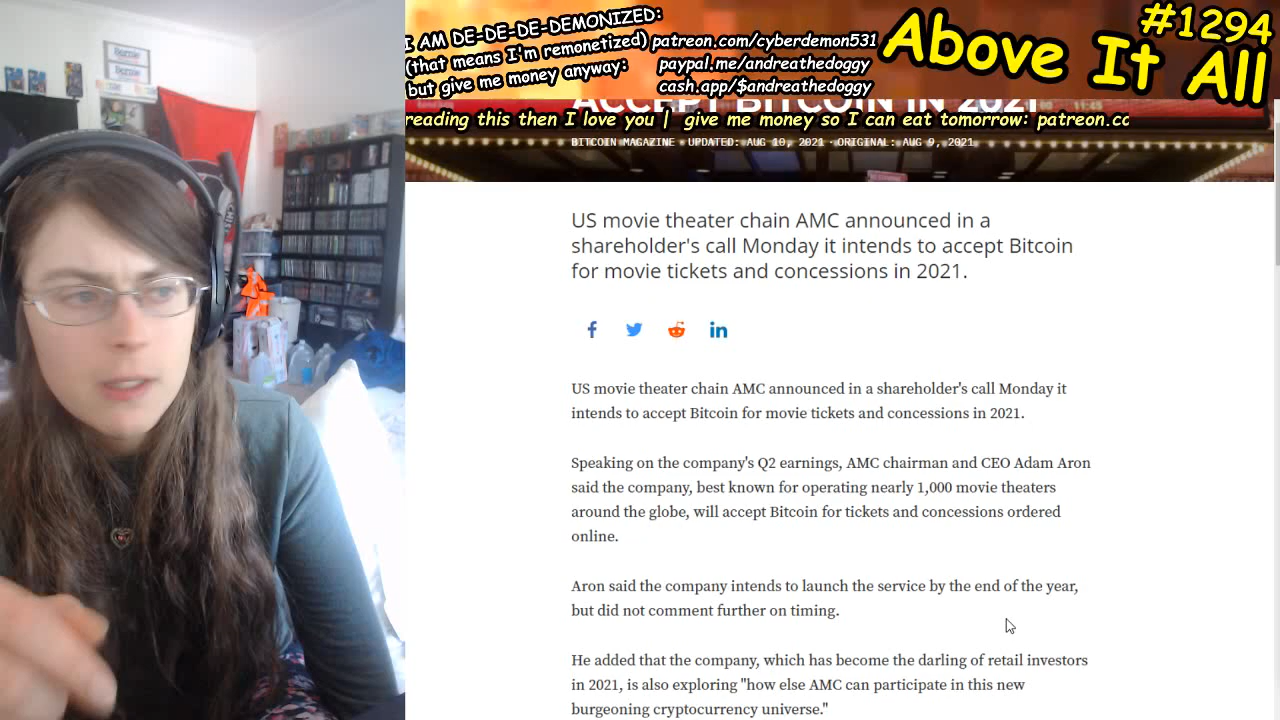 I AM DE-DE-DE-DEMONIZED:
(that means I'm remonetized)
but give me money anyway:
patreon.com/cyberdemon531
paypal.me/andreathedoggy
cash.app/$andreathedoggy
#1294
Above It All
ACCEPT BITCOIN IN 2021
11:45
reading this then I love you | give me money so I can eat tomorrow: patreon.co
BITCOIN MAGAZINE • UPDATED: AUG 10, 2021 · ORIGINAL: AUG 9, 2021
US movie theater chain AMC announced in a
shareholder's call Monday it intends to accept Bitcoin
for movie tickets and concessions in 2021.
US movie theater chain AMC announced in a shareholder's call Monday it
intends to accept Bitcoin for movie tickets and concessions in 2021.
Speaking on the company's Q2 earnings, AMC chairman and CEO Adam Aron
said the company, best known for operating nearly 1,000 movie theaters
around the globe, will accept Bitcoin for tickets and concessions ordered
online.
Aron said the company intends to launch the service by the end of the year,
but did not comment further on timing.
He added that the company, which has become the darling of retail investors
in 2021, is also exploring "how else AMC can participate in this new
burgeoning cryptocurrency universe."
Bernie
Bernie